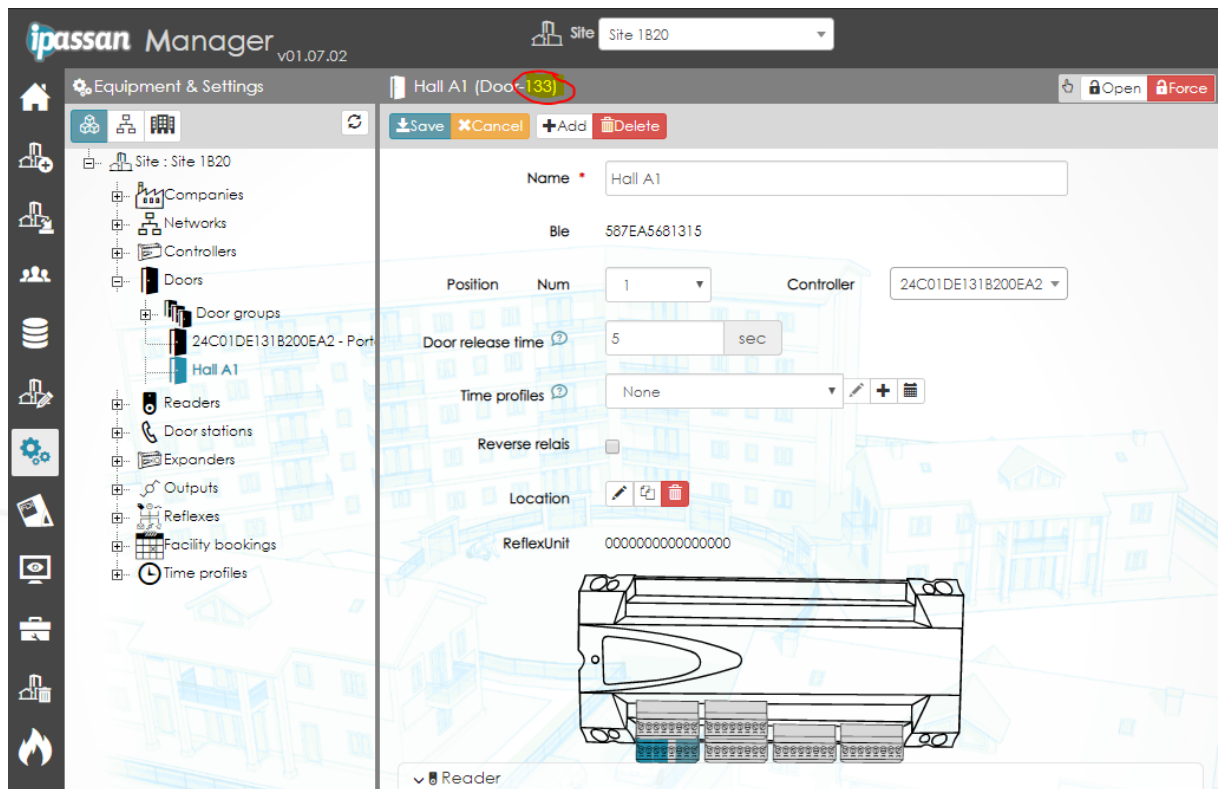 ipassan Manager v01.07.02
Site Site 1B20
Equipment & Settings
Hall A1 (Door-133)
Open Force
Save Cancel Add Delete
Site : Site 1B20
Companies
Networks
Controllers
Doors
Door groups
24C01DE131B200EA2 - Port
Hall A1
Readers
Door stations
Expanders
Outputs
Reflexes
Facility bookings
Time profiles
Name * Hall A1
Ble 587EA5681315
Position Num 1 Controller 24C01DE131B200EA2
Door release time 5 sec
Time profiles None
Reverse relais
Location
ReflexUnit 0000000000000000
Reader